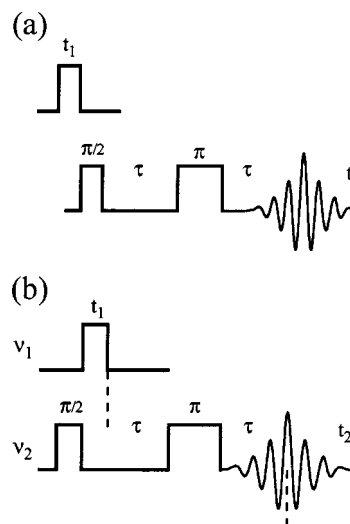 (a)
t₁
π/2 τ π τ t
(b)
t₁
ν₁
π/2 τ π τ t₂
ν₂